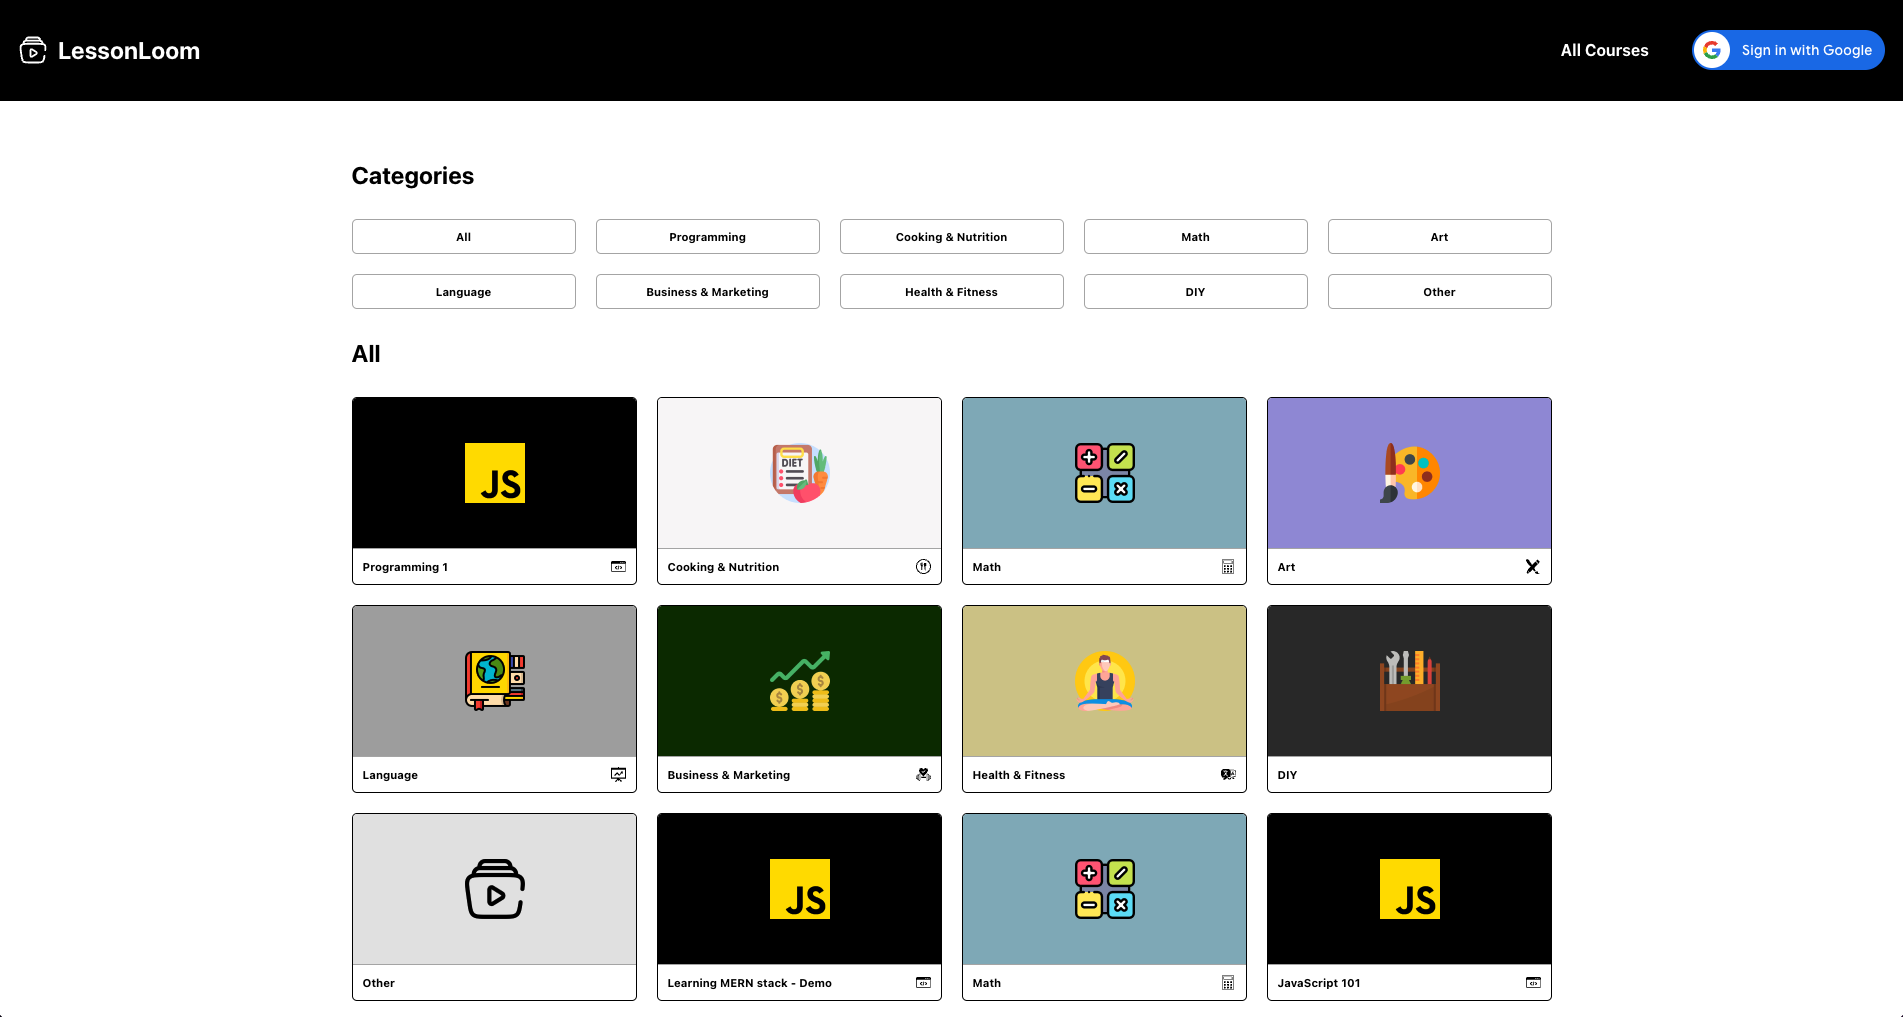 LessonLoom
All Courses
Sign in with Google
Categories
All
Programming
Cooking & Nutrition
Math
Art
Language
Business & Marketing
Health & Fitness
DIY
Other
All
JS
DIET
Programming 1
Cooking & Nutrition
Math
Art
Language
Business & Marketing
Health & Fitness
DIY
JS
JS
Other
Learning MERN stack - Demo
Math
JavaScript 101